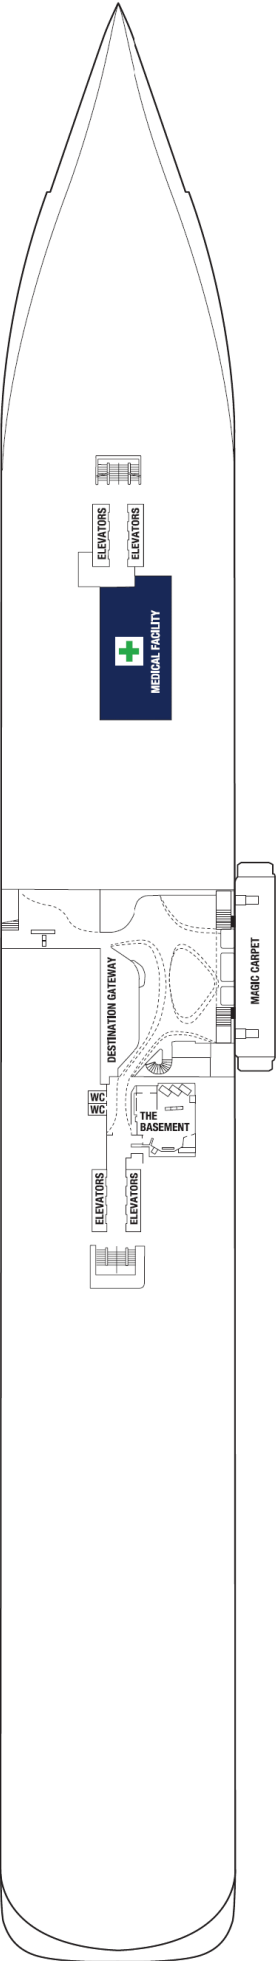 ELEVATORS
ELEVATORS
MEDICAL FACILITY
MAGIC CARPET
DESTINATION GATEWAY
WC
WC
THE
BASEMENT
ELEVATORS
ELEVATORS